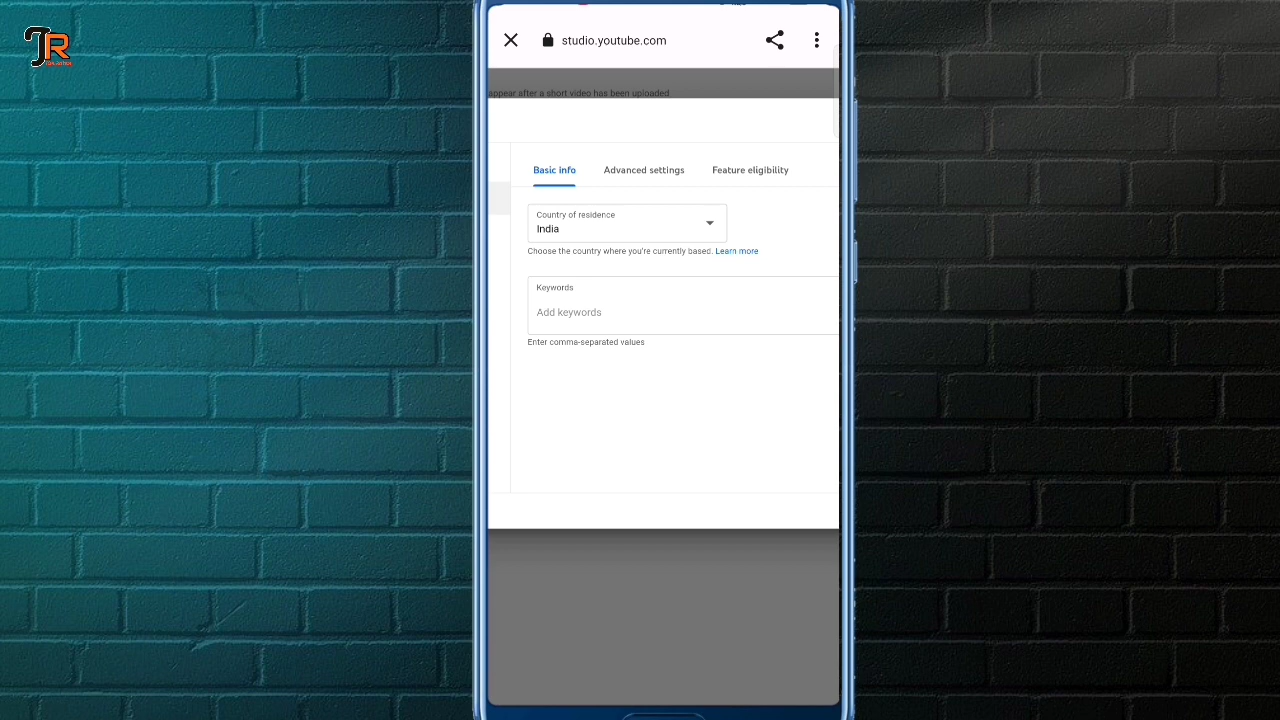 JR
studio.youtube.com
appear after a short video has been uploaded
Basic info Advanced settings Feature eligibility
Country of residence
India
Choose the country where you're currently based. Learn more
Keywords
Add keywords
Enter comma-separated values